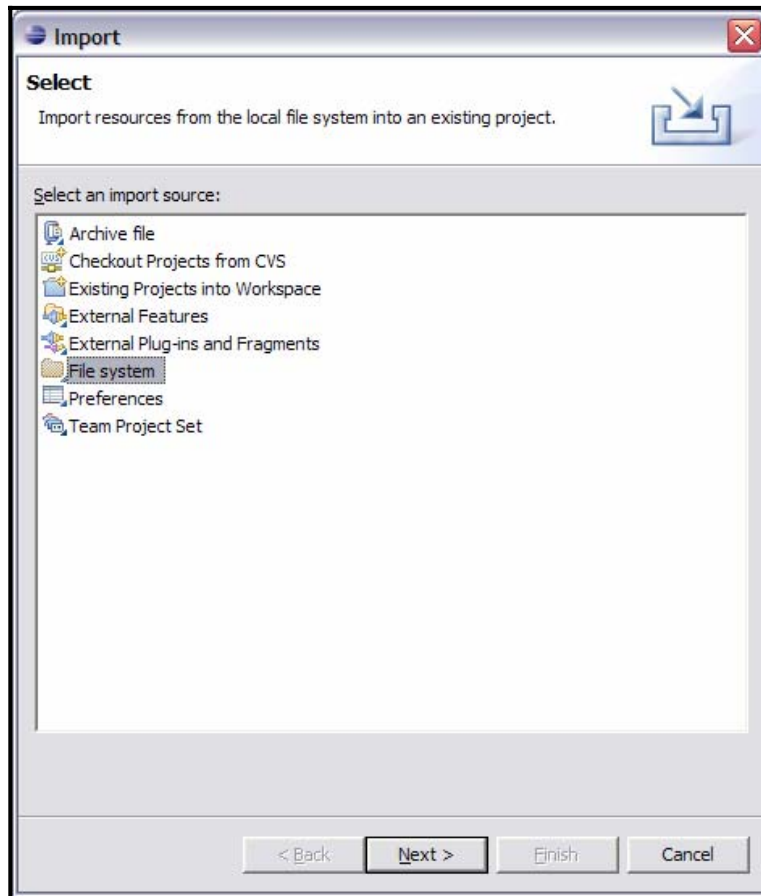 Import
Select
Import resources from the local file system into an existing project.
Select an import source:
Archive file
Checkout Projects from CVS
Existing Projects into Workspace
External Features
External Plug-ins and Fragments
File system
Preferences
Team Project Set
< Back Next > Finish Cancel